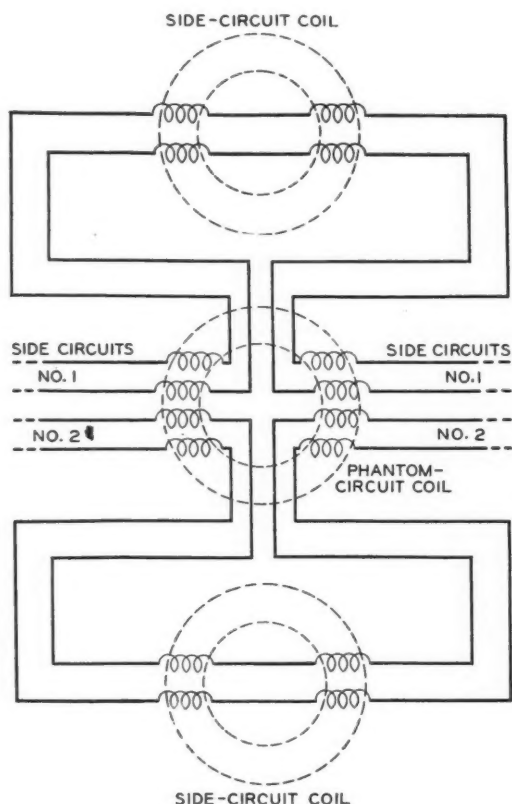 SIDE-CIRCUIT COIL
SIDE CIRCUITS
NO. 1
NO. 2
SIDE CIRCUITS
NO. 1
NO. 2
PHANTOM-
CIRCUIT COIL
SIDE-CIRCUIT COIL